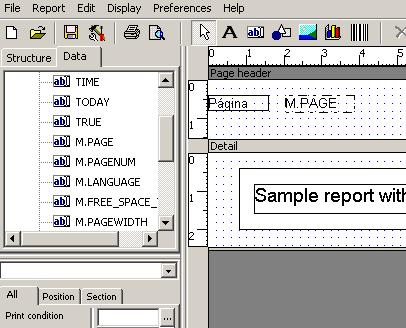 File Report Edit Display Preferences Help
A ab
Structure Data
TIME
TODAY
TRUE
M.PAGE
M.PAGENUM
M.LANGUAGE
M.FREE_SPACE_
M.PAGEWIDTH
All Position Section
Print condition ...
0 1 2 3 4 5
Page header
0
Página M.PAGE
1
Detail
0
1
Sample report with
2